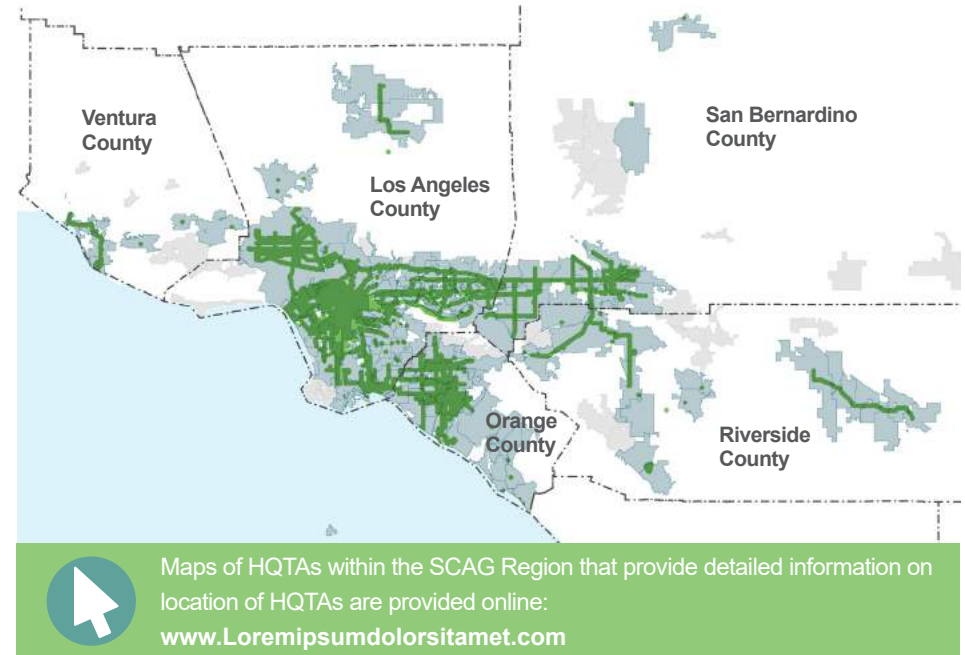 Ventura
County
San Bernardino
County
Los Angeles
County
Orange
County
Riverside
County
Maps of HQTAs within the SCAG Region that provide detailed information on
location of HQTAs are provided online:
www.Loremipsumdolorsitamet.com